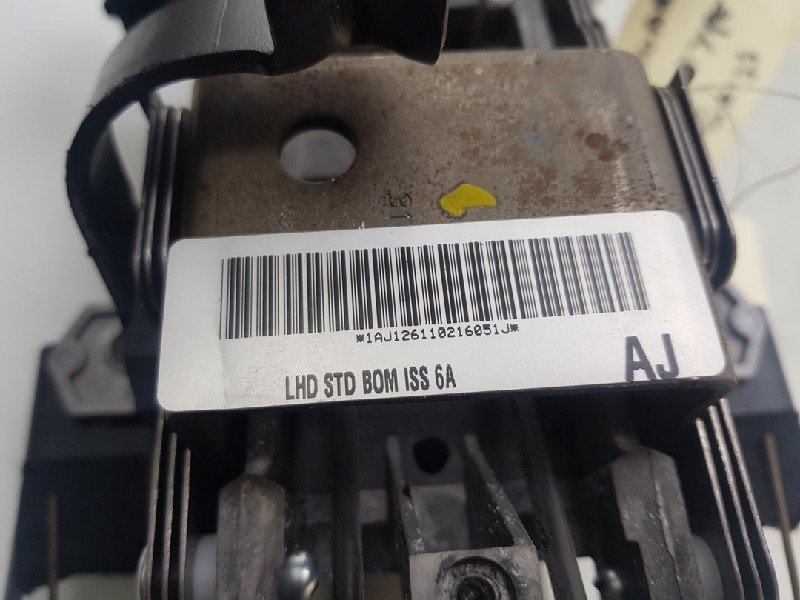 *1AJ126110216051J*
LHD STD BOM ISS 6A
AJ